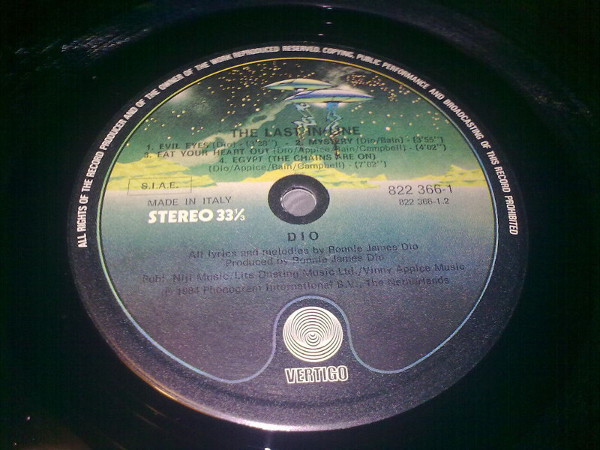 ALL RIGHTS OF THE RECORD PRODUCER AND OF THE OWNER OF THE WORK REPRODUCED RESERVED. COPYING, PUBLIC PERFORMANCE AND BROADCASTING OF THIS RECORD PROHIBITED
THE LAST IN LINE
1. EVIL EYES (Dio) - (3'58") - 2. MYSTERY (Dio/Bain) - (3'55")
3. EAT YOUR HEART OUT (Dio/Appice/Campbell) - (4'02")
4. EGYPT (THE CHAINS ARE ON)
(Dio/Appice/Bain/Campbell) - (7'02")
S.I.A.E.
822 366-1
MADE IN ITALY
822 366-1.2
STEREO 33⅓
DIO
All lyrics and melodies by Ronnie James Dio
Produced by Ronnie James Dio
Publ. Niji Music/Lite Dusting Music Ltd./Vinny Appice Music
℗ 1984 Phonogram International B.V., The Netherlands
VERTIGO